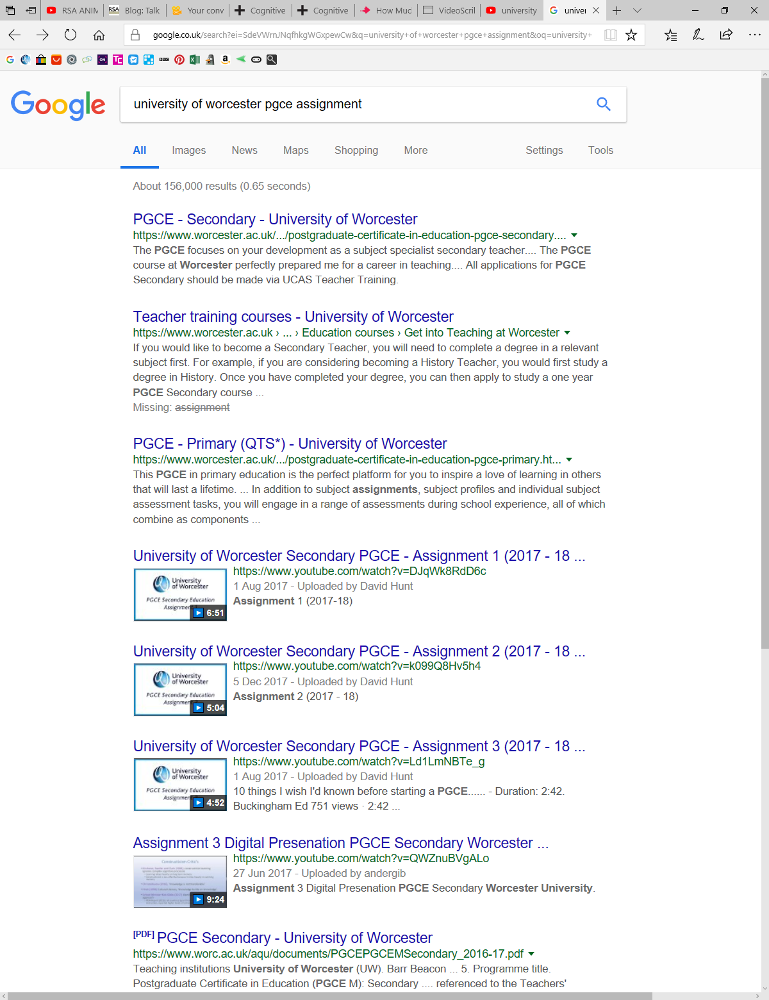 RSA ANIM
RSA Blog: Talk
Your conv
Cognitive
Cognitive
How Muc
VideoScril
university
univer
google.co.uk/search?ei=SdeVWrnJNqfhkgWGxpewCw&q=university+of+worcester+pgce+assignment&oq=university+
Google
university of worcester pgce assignment
All Images News Maps Shopping More Settings Tools
About 156,000 results (0.65 seconds)
PGCE - Secondary - University of Worcester
https://www.worcester.ac.uk/.../postgraduate-certificate-in-education-pgce-secondary....
The PGCE focuses on your development as a subject specialist secondary teacher.... The PGCE
course at Worcester perfectly prepared me for a career in teaching.... All applications for PGCE
Secondary should be made via UCAS Teacher Training.
Teacher training courses - University of Worcester
https://www.worcester.ac.uk › ... › Education courses › Get into Teaching at Worcester
If you would like to become a Secondary Teacher, you will need to complete a degree in a relevant
subject first. For example, if you are considering becoming a History Teacher, you would first study a
degree in History. Once you have completed your degree, you can then apply to study a one year
PGCE Secondary course ...
Missing: assignment
PGCE - Primary (QTS*) - University of Worcester
https://www.worcester.ac.uk/.../postgraduate-certificate-in-education-pgce-primary.ht...
This PGCE in primary education is the perfect platform for you to inspire a love of learning in others
that will last a lifetime. ... In addition to subject assignments, subject profiles and individual subject
assessment tasks, you will engage in a range of assessments during school experience, all of which
combine as components ...
University of Worcester Secondary PGCE - Assignment 1 (2017 - 18 ...
University
of Worcester
PGCE Secondary Education
Assignmen
6:51
https://www.youtube.com/watch?v=DJqWk8RdD6c
1 Aug 2017 - Uploaded by David Hunt
Assignment 1 (2017-18)
University of Worcester Secondary PGCE - Assignment 2 (2017 - 18 ...
University
of Worcester
PGCE Secondary Education
Assignmen
5:04
https://www.youtube.com/watch?v=k099Q8Hv5h4
5 Dec 2017 - Uploaded by David Hunt
Assignment 2 (2017 - 18)
University of Worcester Secondary PGCE - Assignment 3 (2017 - 18 ...
University
of Worcester
PGCE Secondary Education
Assignmen
4:52
https://www.youtube.com/watch?v=Ld1LmNBTe_g
1 Aug 2017 - Uploaded by David Hunt
10 things I wish I'd known before starting a PGCE...... - Duration: 2:42.
Buckingham Ed 751 views · 2:42 ...
Assignment 3 Digital Presenation PGCE Secondary Worcester ...
9:24
https://www.youtube.com/watch?v=QWZnuBVgALo
27 Jun 2017 - Uploaded by andergib
Assignment 3 Digital Presenation PGCE Secondary Worcester University.
[PDF] PGCE Secondary - University of Worcester
https://www.worc.ac.uk/aqu/documents/PGCEPGCEMSecondary_2016-17.pdf
Teaching institutions University of Worcester (UW). Barr Beacon ... 5. Programme title.
Postgraduate Certificate in Education (PGCE M): Secondary .... referenced to the Teachers'